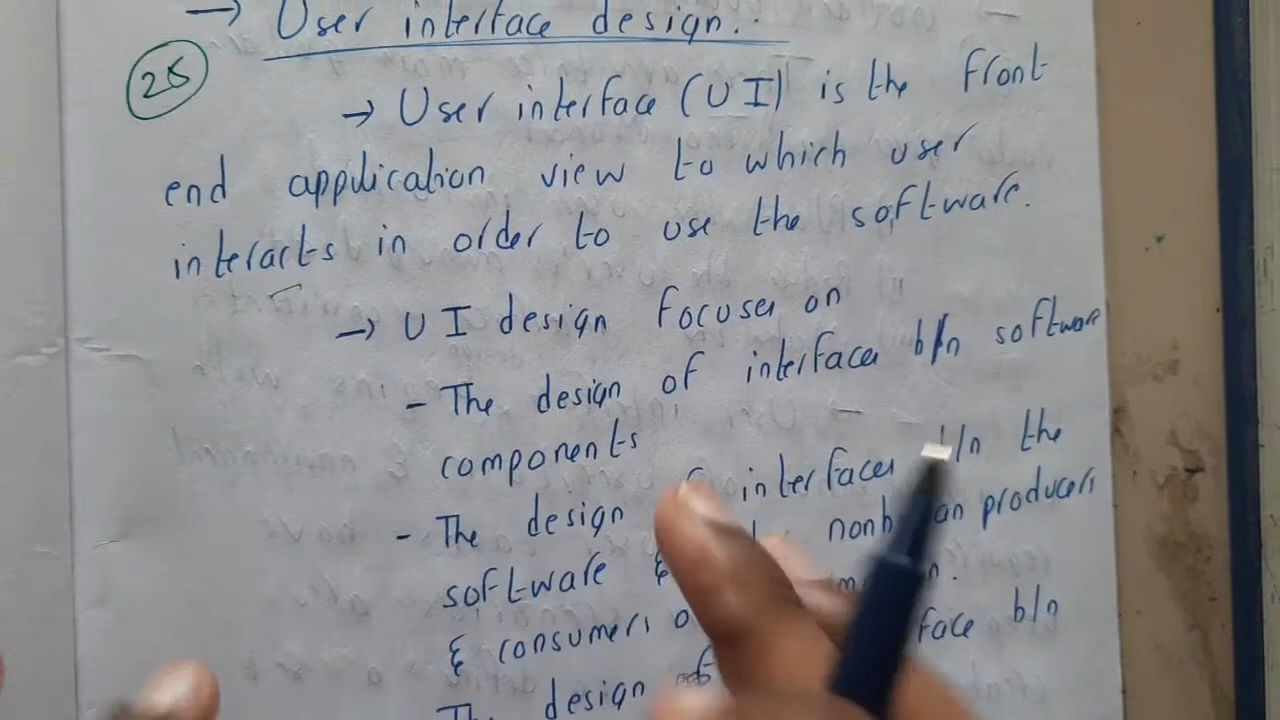 → User interface design.
25
→ User interface (UI) is the front
end application view to which user
interacts in order to use the software.
→ UI design focuses on
- The design of interfaces b/n software
components
- The design interfaces b/n the
software & producers
& consumers
The design face b/n